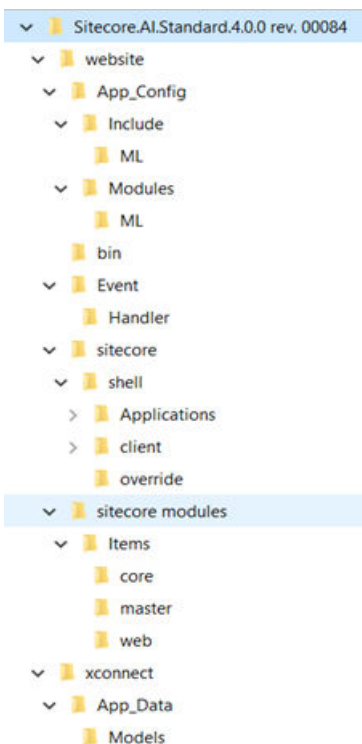 Sitecore.AI.Standard.4.0.0 rev. 00084
website
App_Config
Include
ML
Modules
ML
bin
Event
Handler
sitecore
shell
Applications
client
override
sitecore modules
Items
core
master
web
xconnect
App_Data
Models